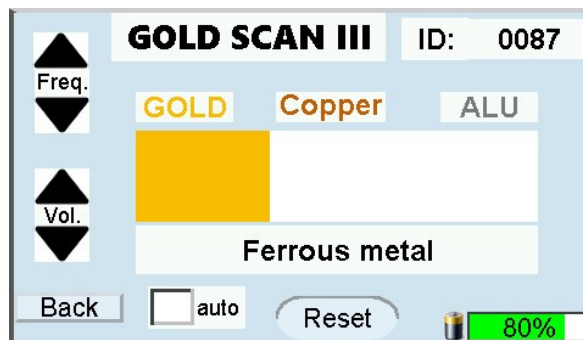 GOLD SCAN III ID: 0087
Freq.
GOLD Copper ALU
Vol.
Ferrous metal
Back auto Reset 80%